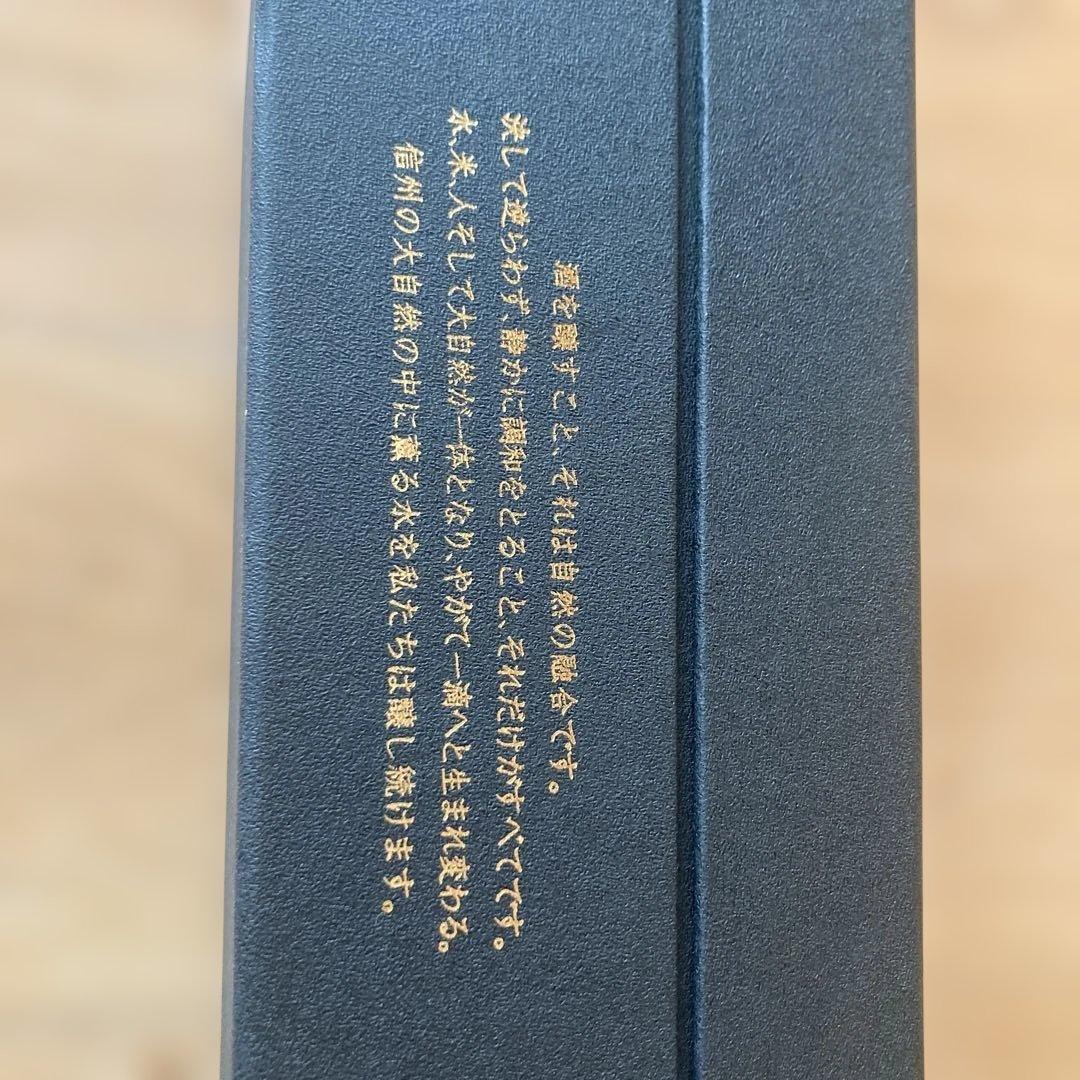 酒を醸すこと、それは自然の融合です。
決して逆らわず、静かに調和をとること、それだけがすべてです。
水、米、人そして大自然が一体となり、やがて一滴へと生まれ変わる。
信州の大自然の中に薫る水を私たちは醸し続けます。